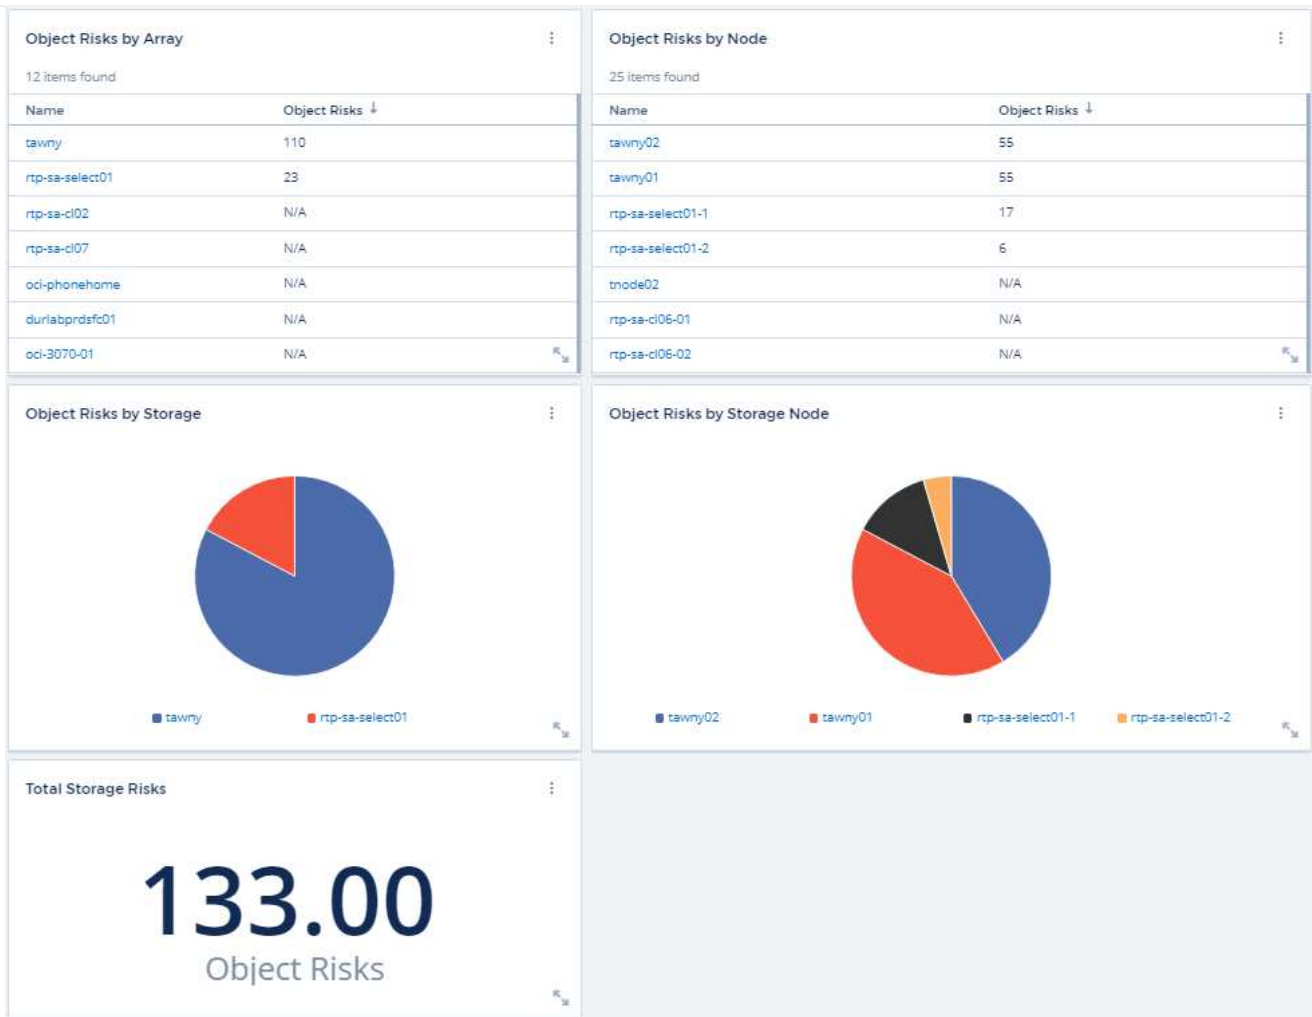 Object Risks by Array
12 items found
Name Object Risks ↓
tawny 110
rtp-sa-select01 23
rtp-sa-cl02 N/A
rtp-sa-cl07 N/A
oci-phonehome N/A
durlabprdsfc01 N/A
oci-3070-01 N/A
Object Risks by Node
25 items found
Name Object Risks ↓
tawny02 55
tawny01 55
rtp-sa-select01-1 17
rtp-sa-select01-2 6
tnode02 N/A
rtp-sa-cl06-01 N/A
rtp-sa-cl06-02 N/A
Object Risks by Storage
tawny rtp-sa-select01
Object Risks by Storage Node
tawny02 tawny01 rtp-sa-select01-1 rtp-sa-select01-2
Total Storage Risks
133.00
Object Risks